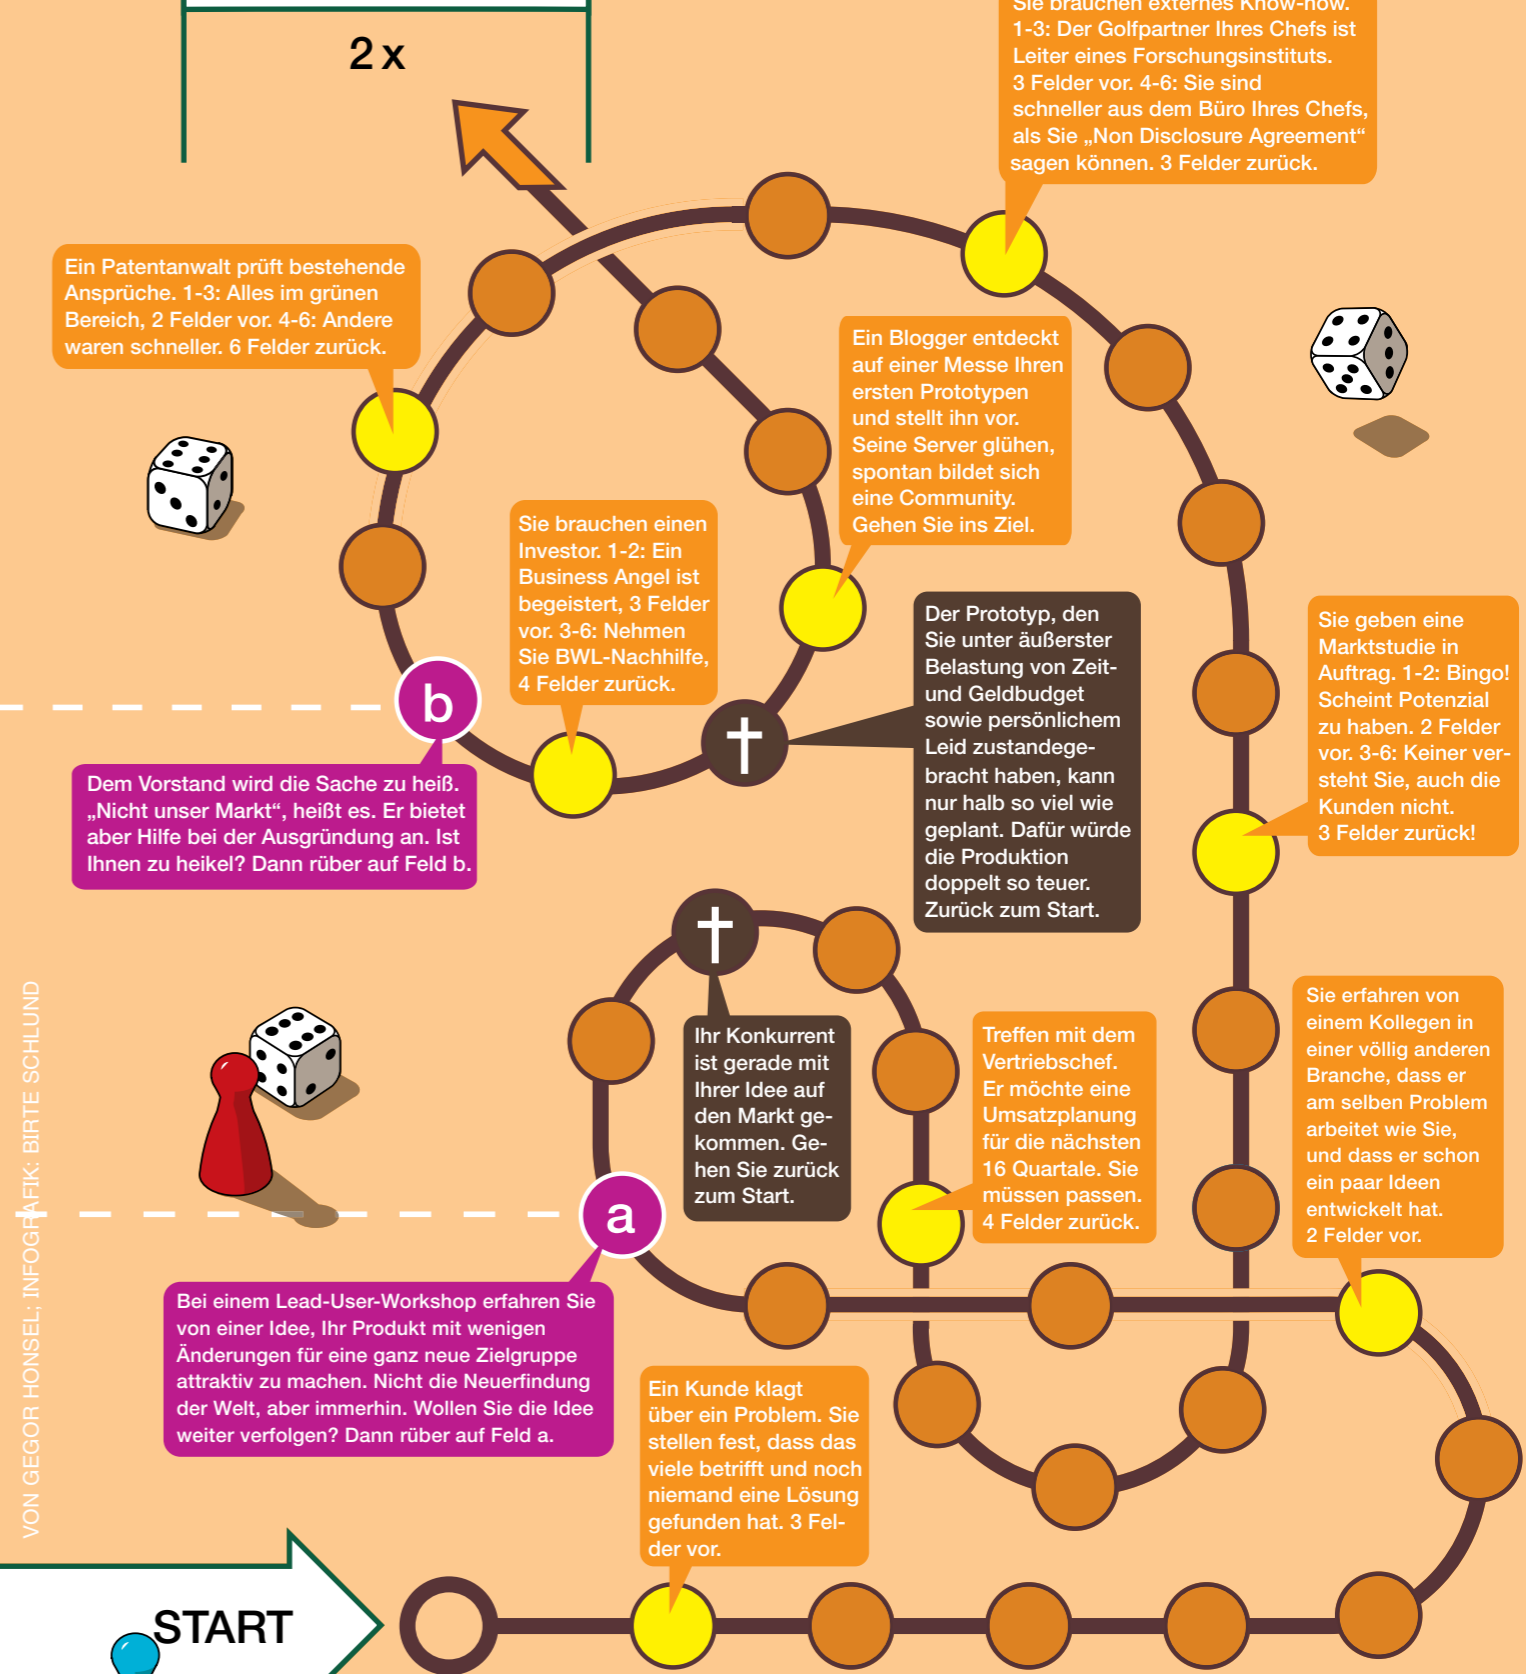 2 x
Sie brauchen externes Know-how.
1-3: Der Golfpartner Ihres Chefs ist
Leiter eines Forschungsinstituts.
3 Felder vor. 4-6: Sie sind
schneller aus dem Büro Ihres Chefs,
als Sie „Non Disclosure Agreement“
sagen können. 3 Felder zurück.
Ein Patentanwalt prüft bestehende
Ansprüche. 1-3: Alles im grünen
Bereich, 2 Felder vor. 4-6: Andere
waren schneller. 6 Felder zurück.
Ein Blogger entdeckt
auf einer Messe Ihren
ersten Prototypen
und stellt ihn vor.
Seine Server glühen,
spontan bildet sich
eine Community.
Gehen Sie ins Ziel.
Sie brauchen einen
Investor. 1-2: Ein
Business Angel ist
begeistert, 3 Felder
vor. 3-6: Nehmen
Sie BWL-Nachhilfe,
4 Felder zurück.
Der Prototyp, den
Sie unter äußerster
Belastung von Zeit-
und Geldbudget
sowie persönlichem
Leid zustandege-
bracht haben, kann
nur halb so viel wie
geplant. Dafür würde
die Produktion
doppelt so teuer.
Zurück zum Start.
Sie geben eine
Marktstudie in
Auftrag. 1-2: Bingo!
Scheint Potenzial
zu haben. 2 Felder
vor. 3-6: Keiner ver-
steht Sie, auch die
Kunden nicht.
3 Felder zurück!
b
Dem Vorstand wird die Sache zu heiß.
„Nicht unser Markt“, heißt es. Er bietet
aber Hilfe bei der Ausgründung an. Ist
Ihnen zu heikel? Dann rüber auf Feld b.
Ihr Konkurrent
ist gerade mit
Ihrer Idee auf
den Markt ge-
kommen. Ge-
hen Sie zurück
zum Start.
Treffen mit dem
Vertriebschef.
Er möchte eine
Umsatzplanung
für die nächsten
16 Quartale. Sie
müssen passen.
4 Felder zurück.
Sie erfahren von
einem Kollegen in
einer völlig anderen
Branche, dass er
am selben Problem
arbeitet wie Sie,
und dass er schon
ein paar Ideen
entwickelt hat.
2 Felder vor.
a
Bei einem Lead-User-Workshop erfahren Sie
von einer Idee, Ihr Produkt mit wenigen
Änderungen für eine ganz neue Zielgruppe
attraktiv zu machen. Nicht die Neuerfindung
der Welt, aber immerhin. Wollen Sie die Idee
weiter verfolgen? Dann rüber auf Feld a.
Ein Kunde klagt
über ein Problem. Sie
stellen fest, dass das
viele betrifft und noch
niemand eine Lösung
gefunden hat. 3 Fel-
der vor.
VON GEGOR HONSEL; INFOGRAFIK: BIRTE SCHLUND
START